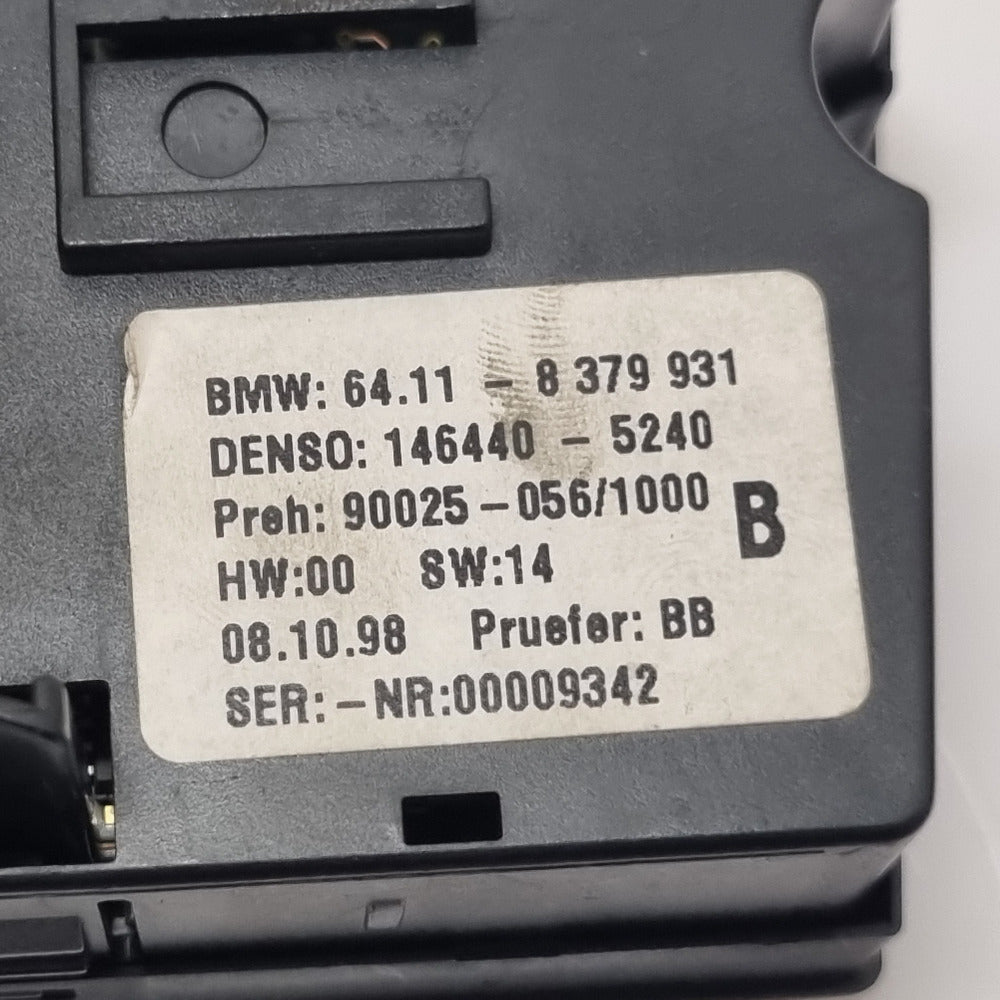 BMW: 64.11 - 8 379 931
DENSO: 146440 - 5240
Preh: 90025-056/1000 B
HW:00 SW:14
08.10.98 Pruefer: BB
SER:-NR:00009342